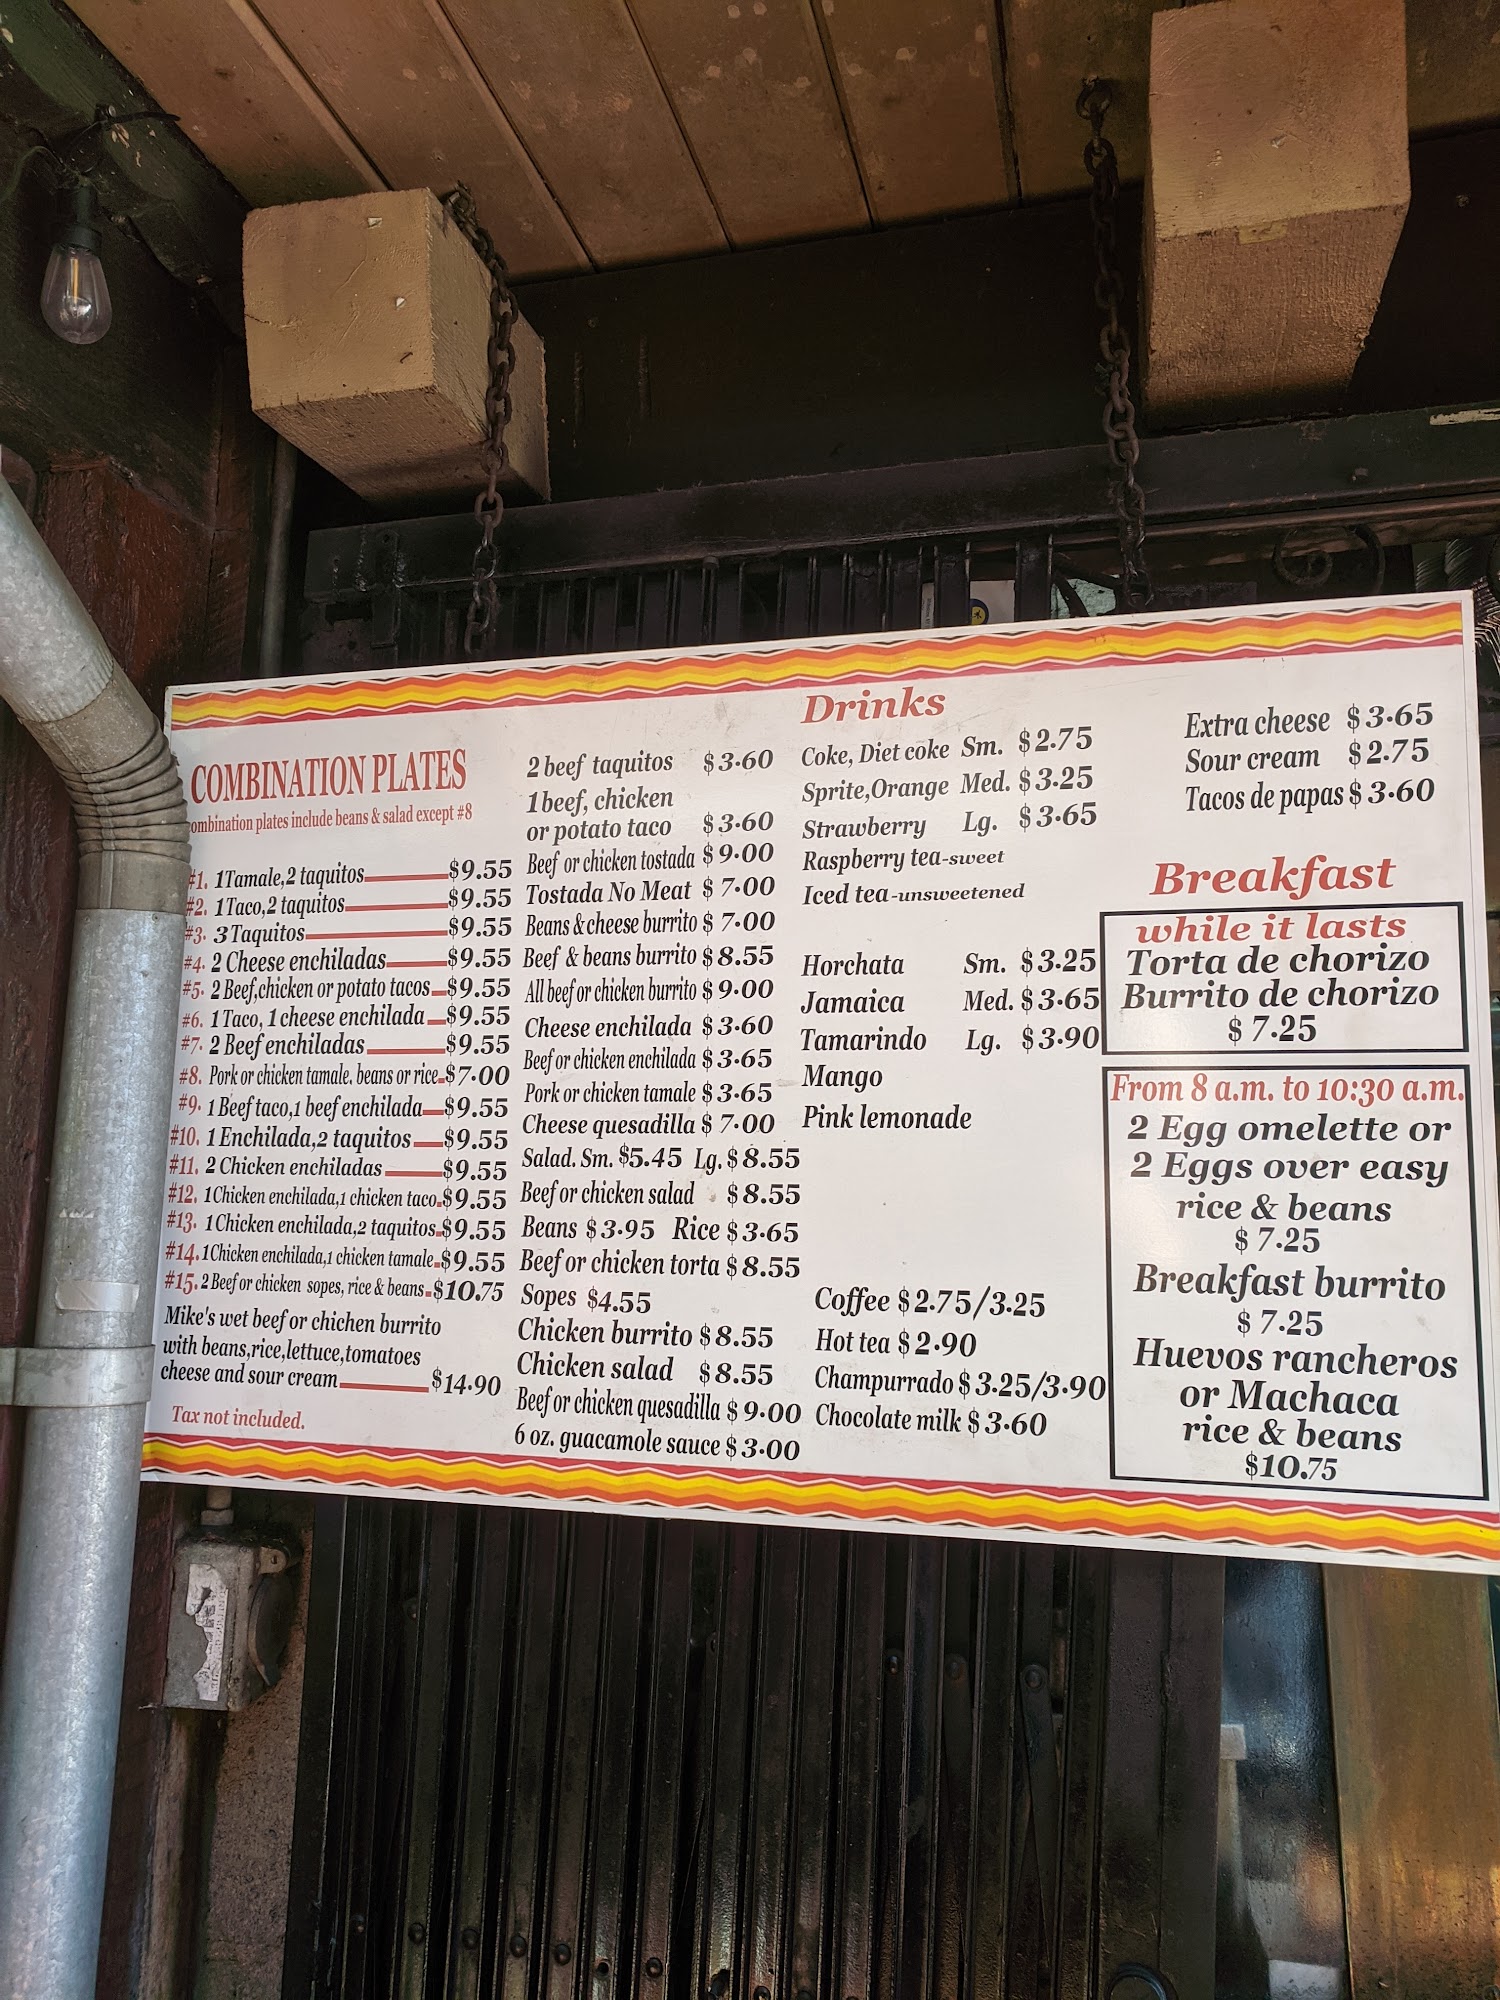 COMBINATION PLATES
combination plates include beans & salad except #8
#1. 1Tamale,2 taquitos $9.55
#2. 1Taco,2 taquitos $9.55
#3. 3 Taquitos $9.55
#4. 2 Cheese enchiladas $9.55
#5. 2 Beef,chicken or potato tacos $9.55
#6. 1Taco, 1 cheese enchilada $9.55
#7. 2 Beef enchiladas $9.55
#8. Pork or chicken tamale. beans or rice $7.00
#9. 1 Beef taco,1 beef enchilada $9.55
#10. 1 Enchilada,2 taquitos $9.55
#11. 2 Chicken enchiladas $9.55
#12. 1Chicken enchilada,1 chicken taco $9.55
#13. 1 Chicken enchilada,2 taquitos $9.55
#14. 1Chicken enchilada,1 chicken tamale $9.55
#15. 2 Beef or chicken sopes, rice & beans $10.75
Mike's wet beef or chichen burrito
with beans,rice,lettuce,tomatoes
cheese and sour cream $14.90
Tax not included.
2 beef taquitos $3.60
1 beef, chicken
or potato taco $3.60
Beef or chicken tostada $9.00
Tostada No Meat $7.00
Beans & cheese burrito $7.00
Beef & beans burrito $8.55
All beef or chicken burrito $9.00
Cheese enchilada $3.60
Beef or chicken enchilada $3.65
Pork or chicken tamale $3.65
Cheese quesadilla $7.00
Salad. Sm. $5.45 Lg. $8.55
Beef or chicken salad $8.55
Beans $3.95 Rice $3.65
Beef or chicken torta $8.55
Sopes $4.55
Chicken burrito $8.55
Chicken salad $8.55
Beef or chicken quesadilla $9.00
6 oz. guacamole sauce $3.00
Drinks
Coke, Diet coke Sm. $2.75
Sprite,Orange Med. $3.25
Strawberry Lg. $3.65
Raspberry tea-sweet
Iced tea-unsweetened
Horchata Sm. $3.25
Jamaica Med. $3.65
Tamarindo Lg. $3.90
Mango
Pink lemonade
Coffee $2.75/3.25
Hot tea $2.90
Champurrado $3.25/3.90
Chocolate milk $3.60
Extra cheese $3.65
Sour cream $2.75
Tacos de papas $3.60
Breakfast
while it lasts
Torta de chorizo
Burrito de chorizo
$7.25
From 8 a.m. to 10:30 a.m.
2 Egg omelette or
2 Eggs over easy
rice & beans
$7.25
Breakfast burrito
$7.25
Huevos rancheros
or Machaca
rice & beans
$10.75